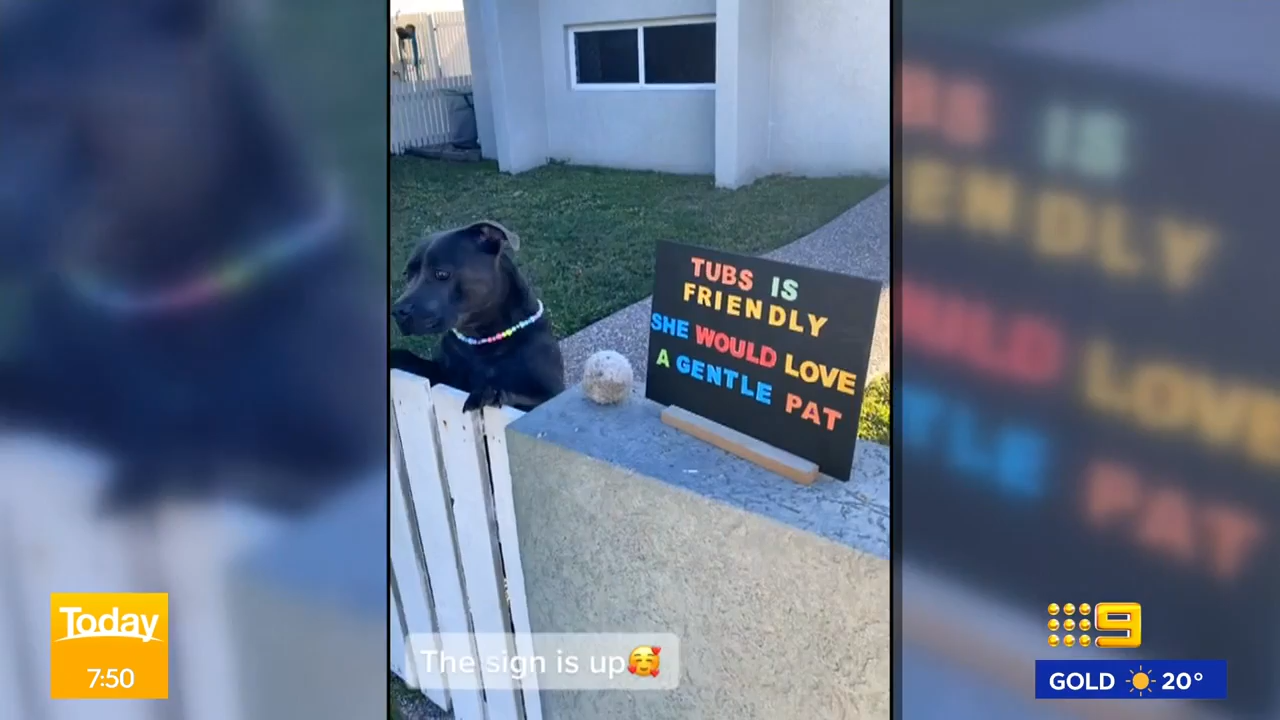 TUBS IS
FRIENDLY
SHE WOULD LOVE
A GENTLE PAT
The sign is up🥰
Today
7:50
9
GOLD 20°